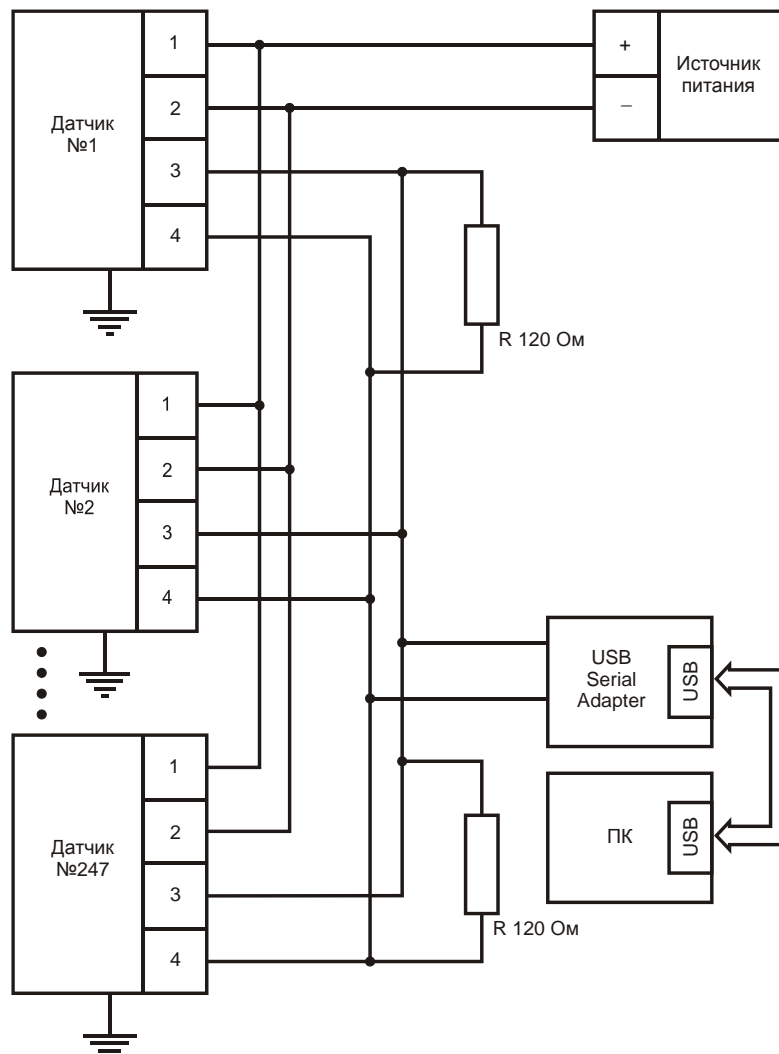 Датчик
№1
1
2
3
4
+
−
Источник
питания
R 120 Ом
Датчик
№2
1
2
3
4
USB
Serial
Adapter
USB
Датчик
№247
1
2
3
4
ПК
USB
R 120 Ом